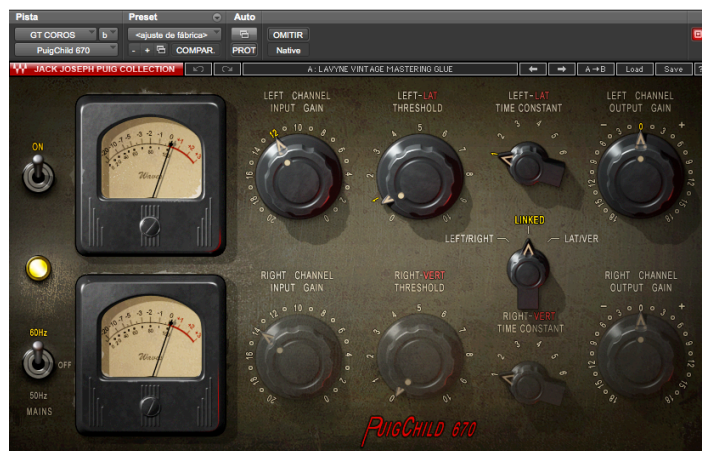 Pista Preset Auto
GT COROS b <ajuste de fábrica> OMITIR
PuigChild 670 - + COMPAR. PROT Native
JACK JOSEPH PUIG COLLECTION A: LAVYNE VINTAGE MASTERING GLUE A→B Load Save ?
LEFT CHANNEL INPUT GAIN
LEFT-LAT THRESHOLD
LEFT-LAT TIME CONSTANT
LEFT CHANNEL OUTPUT GAIN
ON
Waves
LINKED
LEFT/RIGHT LAT/VER
RIGHT CHANNEL INPUT GAIN
RIGHT-VERT THRESHOLD
RIGHT-VERT TIME CONSTANT
RIGHT CHANNEL OUTPUT GAIN
60Hz
OFF
50Hz
MAINS
Waves
PUIGCHILD 670